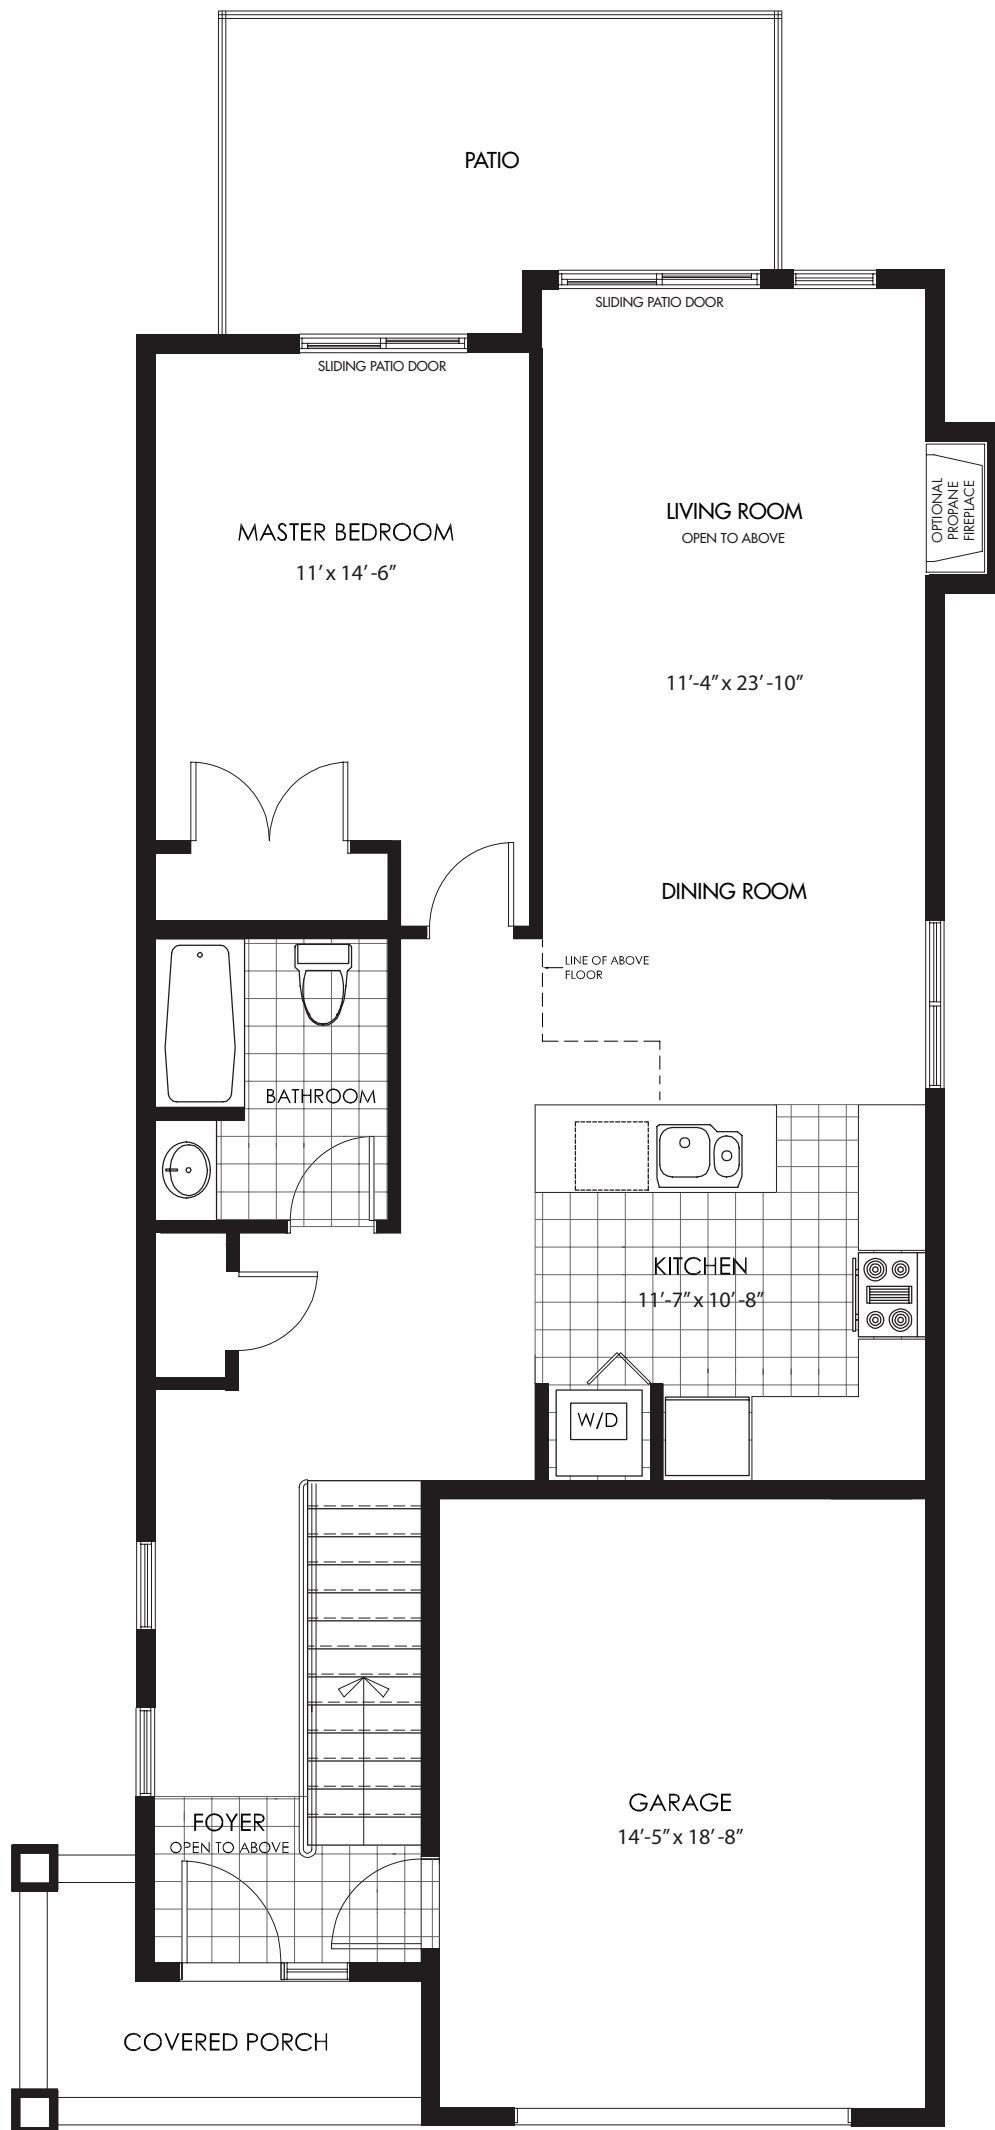 PATIO
SLIDING PATIO DOOR
SLIDING PATIO DOOR
MASTER BEDROOM
11' x 14' -6"
LIVING ROOM
OPEN TO ABOVE
OPTIONAL
PROPANE
FIREPLACE
11'-4" x 23' -10"
DINING ROOM
LINE OF ABOVE
FLOOR
BATHROOM
KITCHEN
11'-7" x 10' -8"
W/D
FOYER
OPEN TO ABOVE
GARAGE
14'-5" x 18' -8"
COVERED PORCH